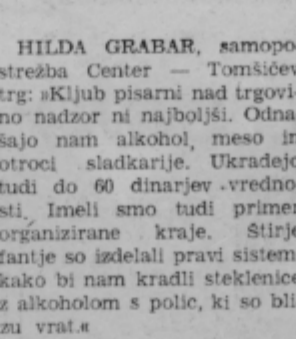 HILDA GRABAR, samopo-
strežba Center — Tomšičev
trg: »Kljub pisarni nad trgovi-
no nadzor ni najboljši. Odna-
šajo nam alkohol, meso in
otroci sladkarije. Ukradejo
tudi do 60 dinarjev vredno-
sti. Imeli smo tudi primer
organizirane kraje. Štirje
fantje so izdelali pravi sistem,
kako bi nam kradli steklenice
z alkoholom s polic, ki so bli-
zu vrat.«